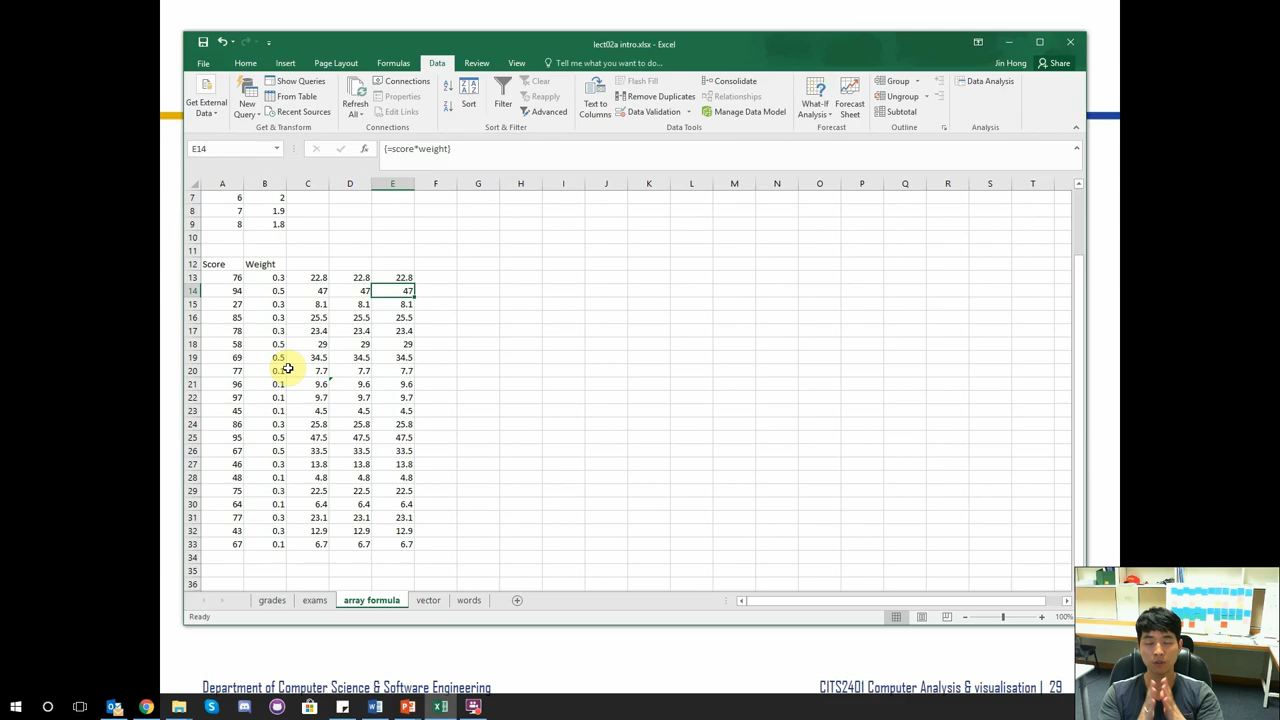 lect02a intro.xlsx - Excel
File Home Insert Page Layout Formulas Data Review View Tell me what you want to do... Jin Hong Share
Get External Data
New Query
Show Queries
From Table
Recent Sources
Get & Transform
Refresh All
Connections
Properties
Edit Links
Connections
Sort
Filter
Clear
Reapply
Advanced
Sort & Filter
Text to Columns
Flash Fill
Remove Duplicates
Data Validation
Consolidate
Relationships
Manage Data Model
Data Tools
What-If Analysis
Forecast Sheet
Forecast
Group
Ungroup
Subtotal
Outline
Data Analysis
Analysis
E14 fx {=score*weight}
A B C D E F G H I J K L M N O P Q R S T
7 6 2
8 7 1.9
9 8 1.8
10
11
12 Score Weight
13 76 0.3 22.8 22.8 22.8
14 94 0.5 47 47 47
15 27 0.3 8.1 8.1 8.1
16 85 0.3 25.5 25.5 25.5
17 78 0.3 23.4 23.4 23.4
18 58 0.5 29 29 29
19 69 0.5 34.5 34.5 34.5
20 77 0.1 7.7 7.7 7.7
21 96 0.1 9.6 9.6 9.6
22 97 0.1 9.7 9.7 9.7
23 45 0.1 4.5 4.5 4.5
24 86 0.3 25.8 25.8 25.8
25 95 0.5 47.5 47.5 47.5
26 67 0.5 33.5 33.5 33.5
27 46 0.3 13.8 13.8 13.8
28 48 0.1 4.8 4.8 4.8
29 75 0.3 22.5 22.5 22.5
30 64 0.1 6.4 6.4 6.4
31 77 0.3 23.1 23.1 23.1
32 43 0.3 12.9 12.9 12.9
33 67 0.1 6.7 6.7 6.7
34
35
36
grades exams array formula vector words
Ready 100%
Department of Computer Science & Software Engineering CITS2401 Computer Analysis & visualisation | 29